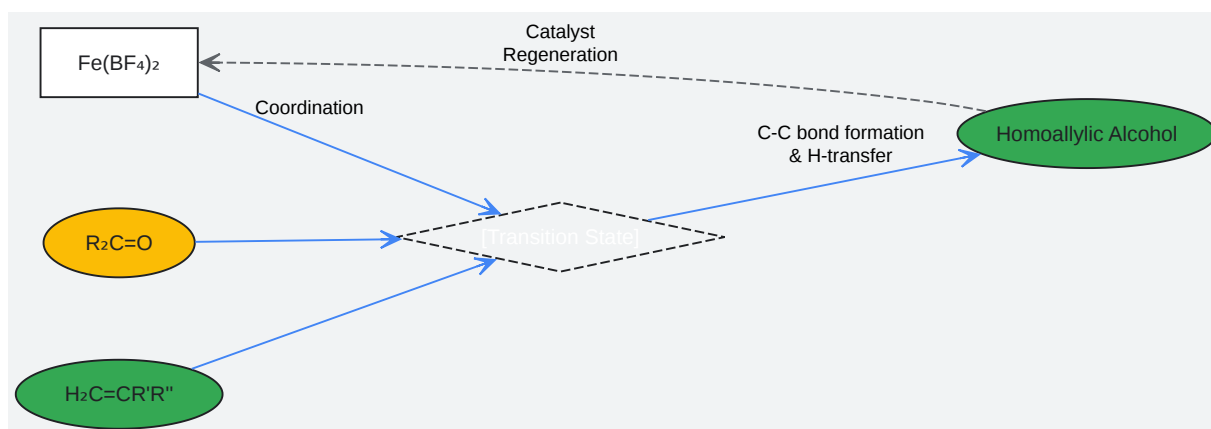 Catalyst
Regeneration
Fe(BF₄)₂
Coordination
C-C bond formation
& H-transfer
Homoallylic Alcohol
R₂C=O
[Transition State]
H₂C=CR'R"